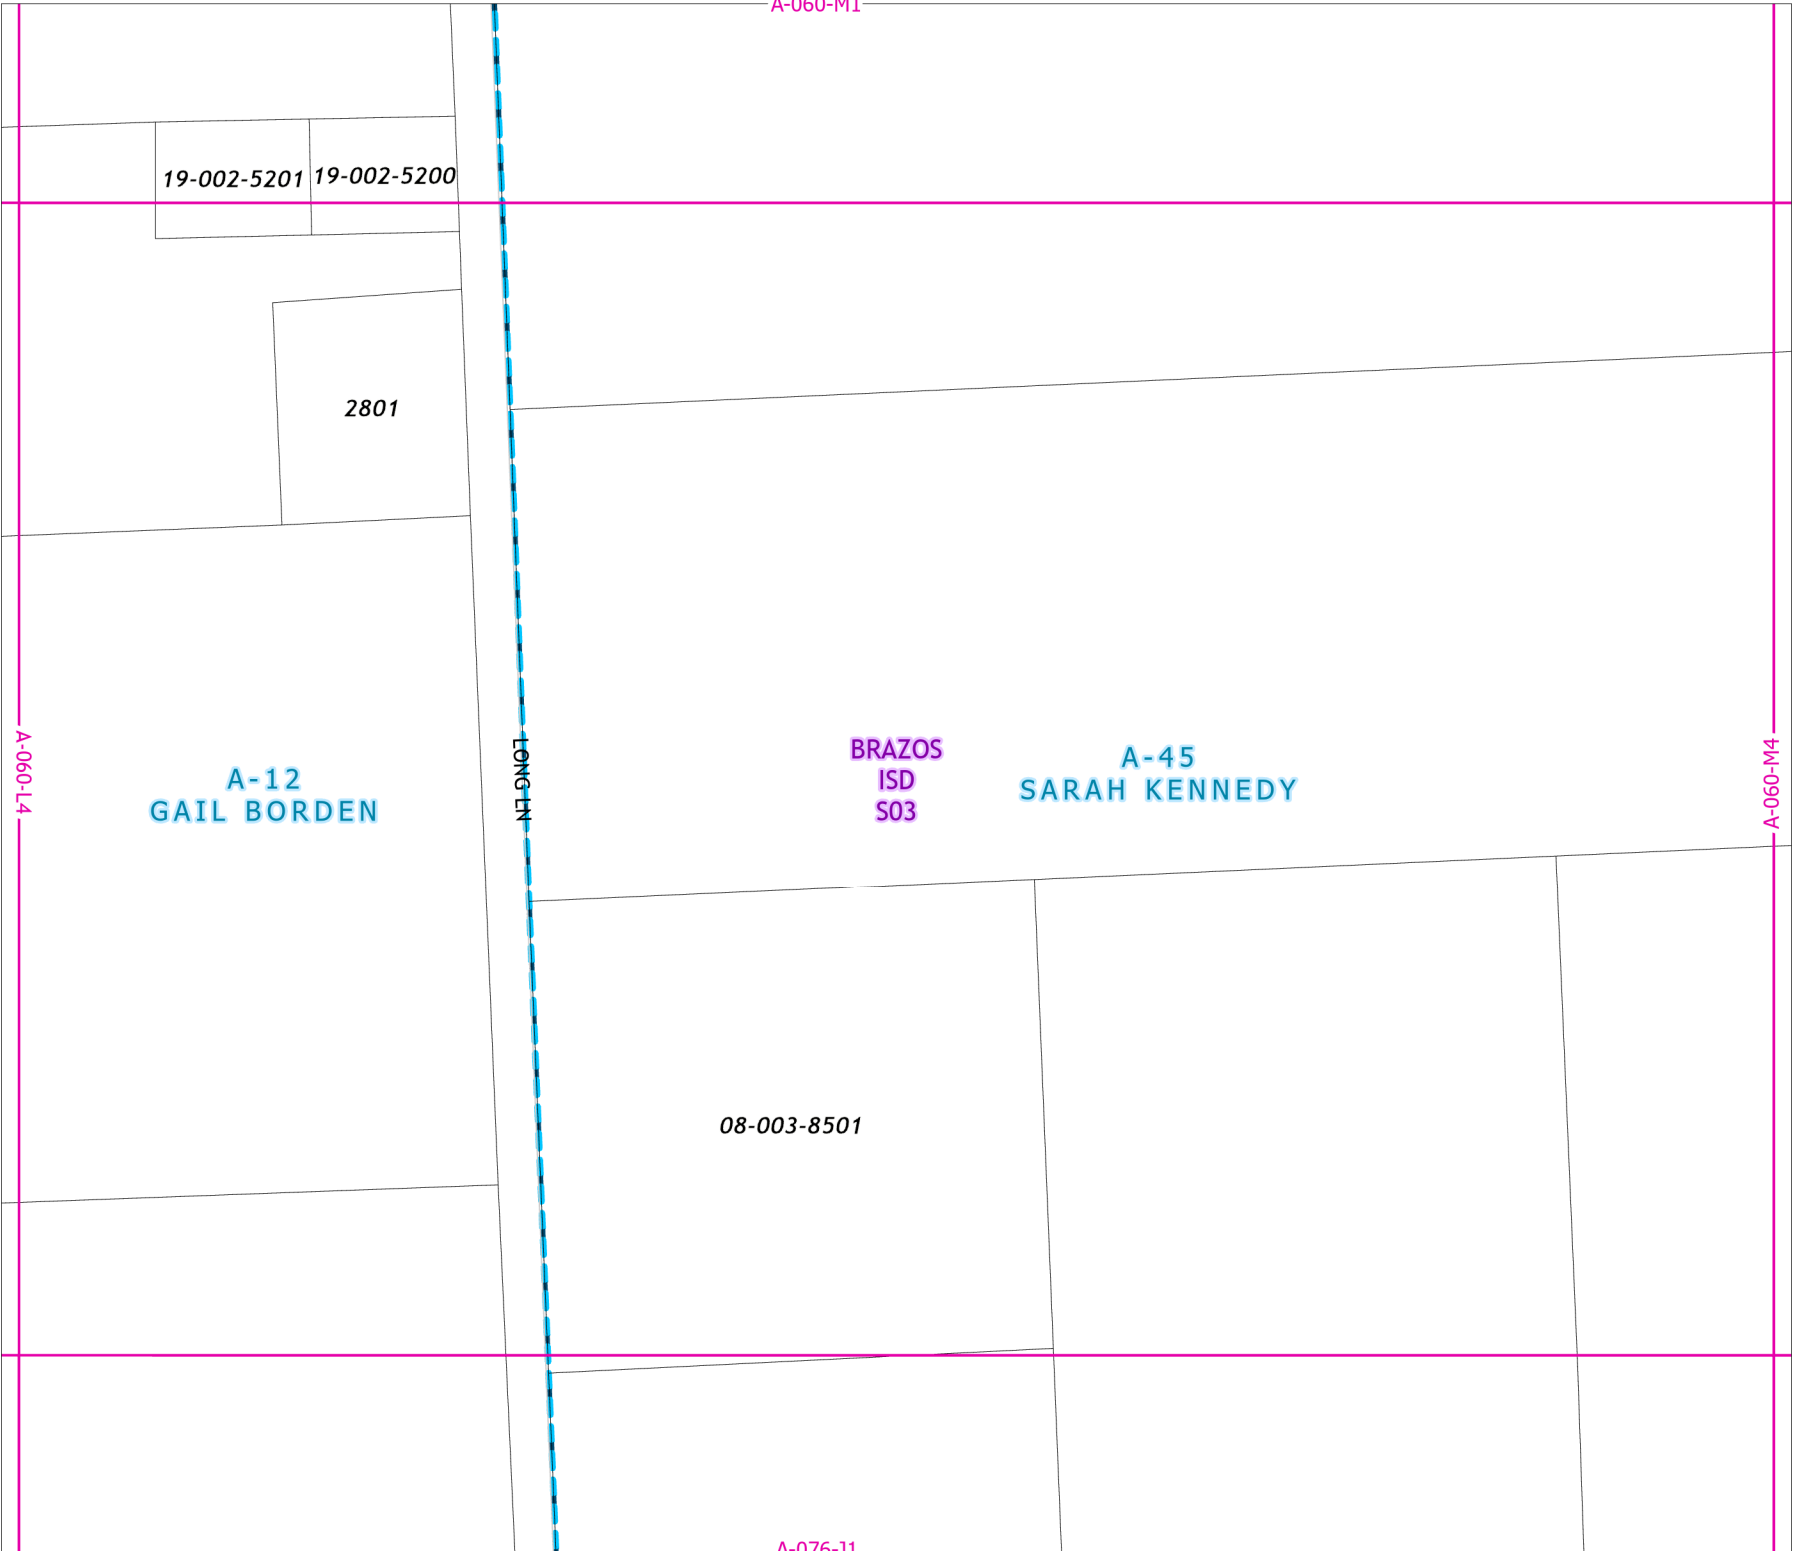 A-060-M1
19-002-5201
19-002-5200
2801
A-060-L4
A-12
GAIL BORDEN
LONG LN
BRAZOS
ISD
S03
A-45
SARAH KENNEDY
A-060-M4
08-003-8501
A-076-J1